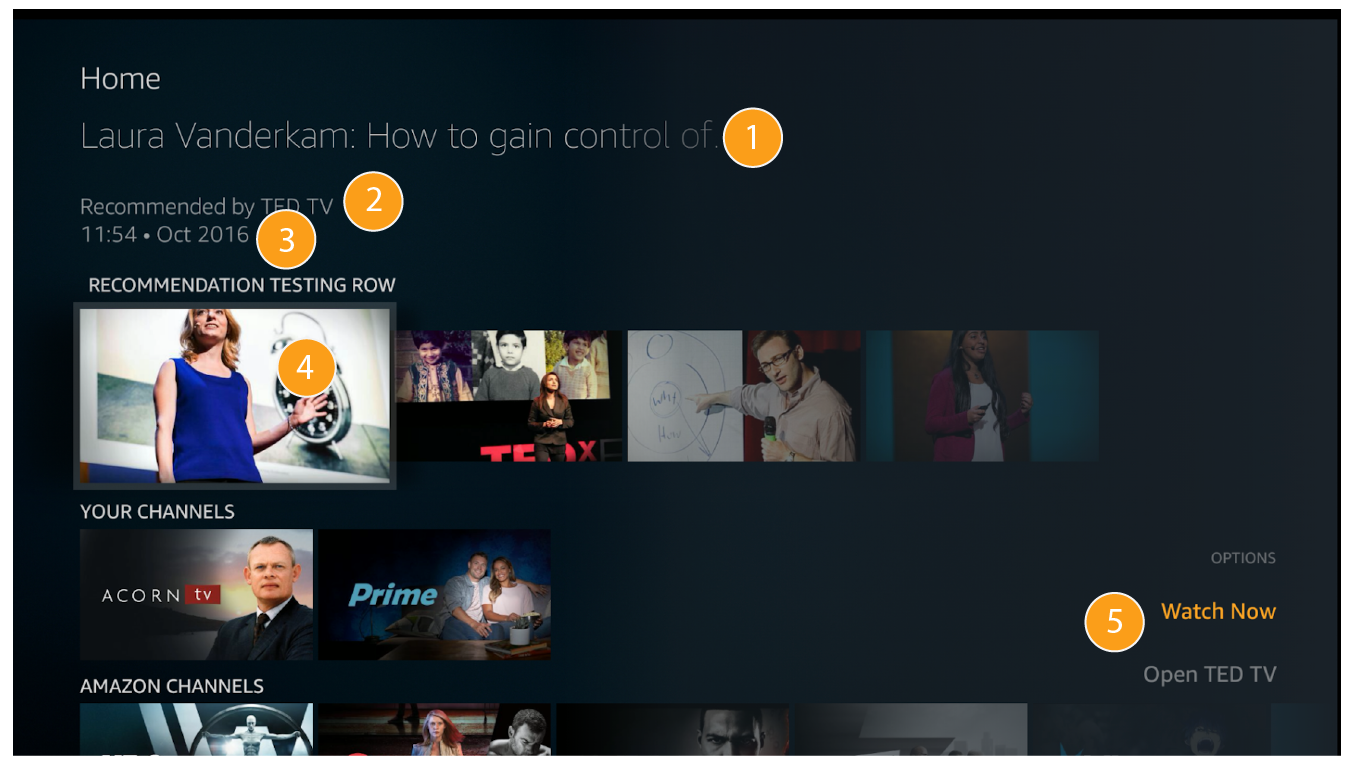 Home
Laura Vanderkam: How to gain control of.
1
Recommended by TED TV
2
11:54 • Oct 2016
3
RECOMMENDATION TESTING ROW
4
Why
How
TEDx
YOUR CHANNELS
ACORN tv
Prime
OPTIONS
5
Watch Now
Open TED TV
AMAZON CHANNELS